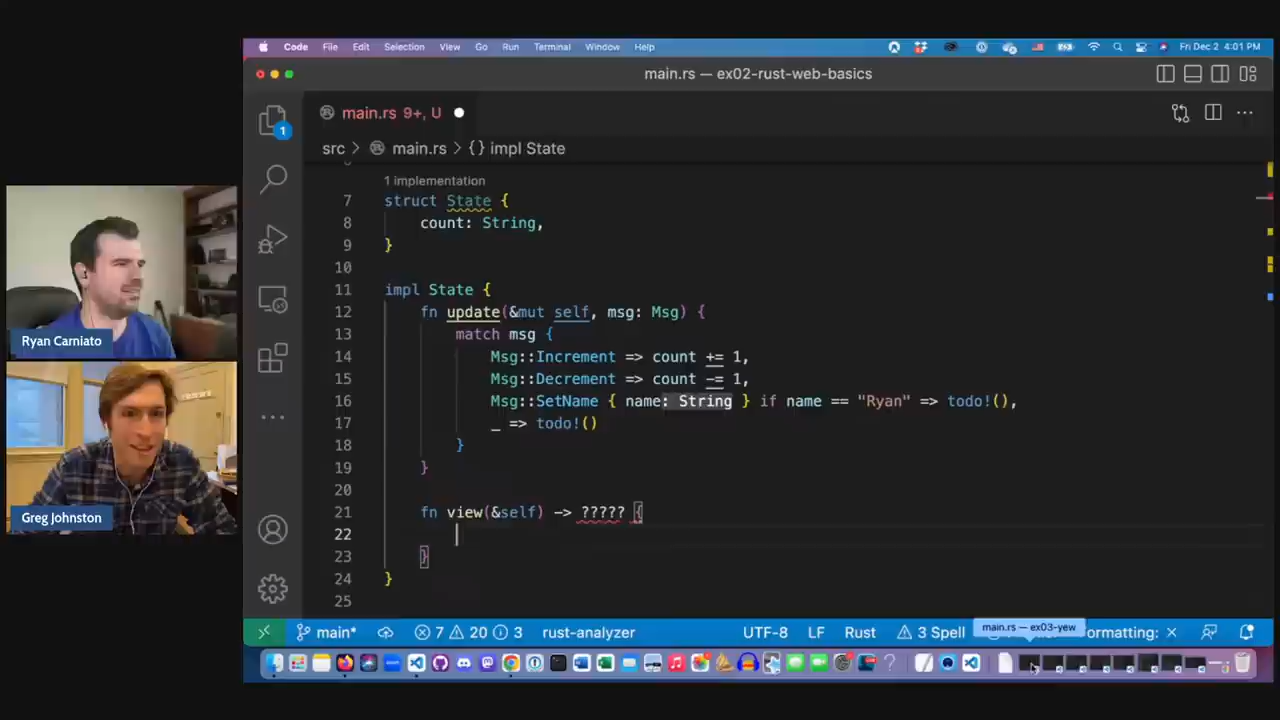 Code File Edit Selection View Go Run Terminal Window Help Fri Dec 2 4:01 PM
main.rs — ex02-rust-web-basics
main.rs 9+, U
1
src > main.rs > {} impl State
1 implementation
7 struct State {
8 count: String,
9 }
10
11 impl State {
12 fn update(&mut self, msg: Msg) {
13 match msg {
14 Msg::Increment => count += 1,
15 Msg::Decrement => count -= 1,
16 Msg::SetName { name: String } if name == "Ryan" => todo!(),
17 _ => todo!()
18 }
19 }
20
21 fn view(&self) -> ????? {
22
23 }
24 }
25
Ryan Carniato
Greg Johnston
main.rs — ex03-yew
main* 7 20 3 rust-analyzer UTF-8 LF Rust 3 Spell ormatting: ×